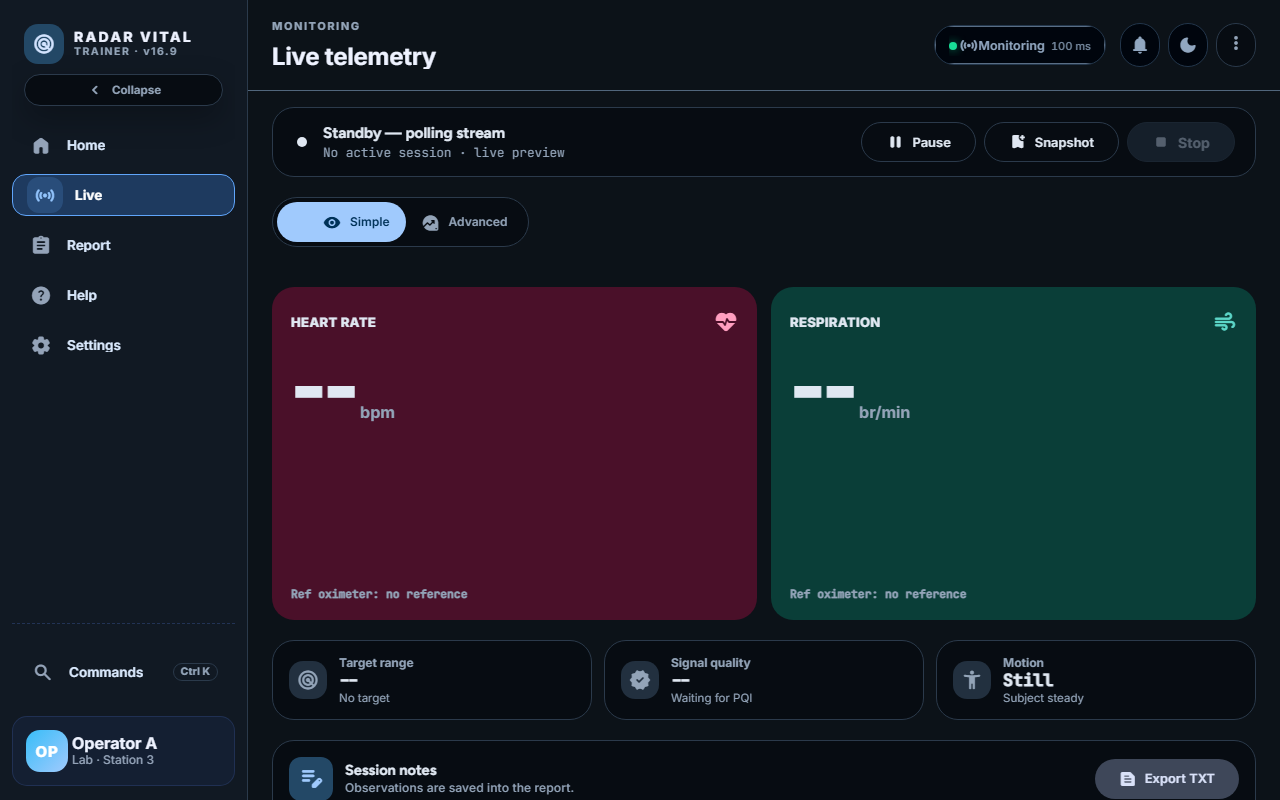 RADAR VITAL
TRAINER · v16.9
Collapse
Home
Live
Report
Help
Settings
Commands
Ctrl K
OP
Operator A
Lab · Station 3
MONITORING
Live telemetry
Monitoring 100 ms
Standby — polling stream
No active session · live preview
Pause
Snapshot
Stop
Simple
Advanced
HEART RATE
-- bpm
Ref oximeter: no reference
RESPIRATION
-- br/min
Ref oximeter: no reference
Target range
--
No target
Signal quality
--
Waiting for PQI
Motion
Still
Subject steady
Session notes
Observations are saved into the report.
Export TXT